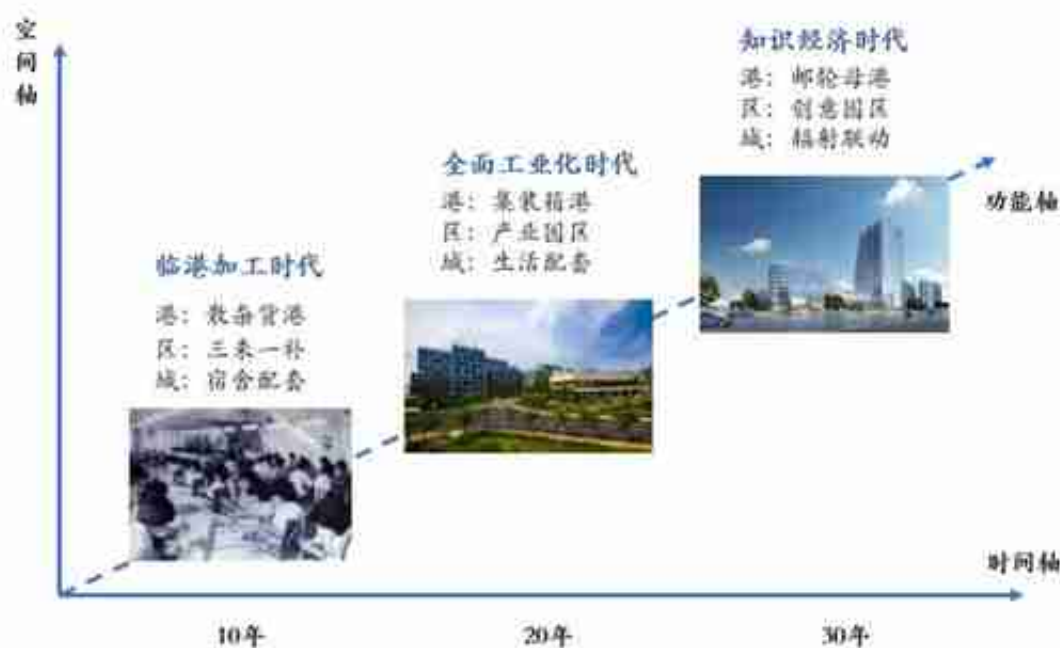 空间轴
知识经济时代
港：邮轮母港
区：创意园区
城：辐射联动
功能轴
全面工业化时代
港：集装箱港
区：产业园区
城：生活配套
临港加工时代
港：散杂货港
区：三来一补
城：宿舍配套
时间轴
10年
20年
30年